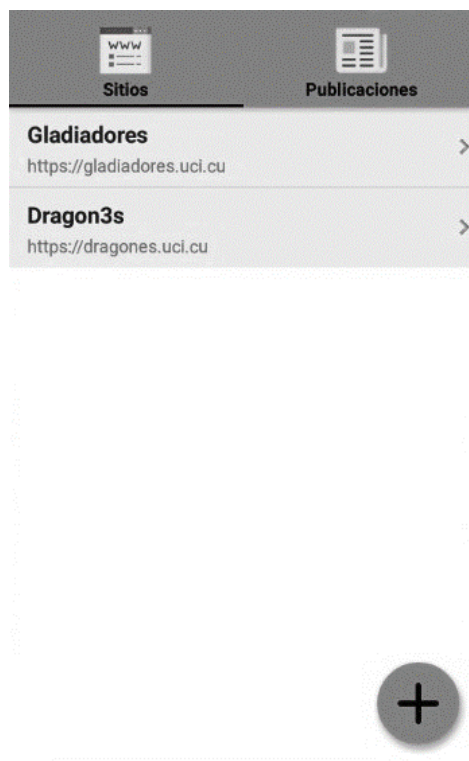 www
Sitios
Publicaciones
Gladiadores
https://gladiadores.uci.cu
Dragon3s
https://dragones.uci.cu